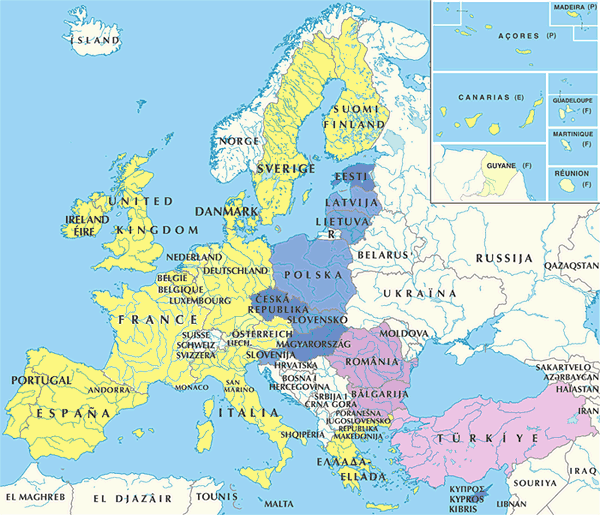 MADEIRA (P)
AÇORES (P)
CANARIAS (E)
GUADELOUPE
(F)
MARTINIQUE
(F)
GUYANE (F)
RÉUNION
(F)
ÍSLAND
SUOMI
FINLAND
NORGE
SVERIGE
EESTI
LATVIJA
LIETUVA
R
DANMARK
UNITED
KINGDOM
IRELAND
ÉIRE
NEDERLAND
DEUTSCHLAND
BELGIË
BELGIQUE
LUXEMBOURG
POLSKA
BELARUS
RUSSIJA
QAZAQSTAN
UKRAÏNA
ČESKÁ
REPUBLIKA
SLOVENSKO
FRANCE
SUISSE
SCHWEIZ
SVIZZERA
ÖSTERREICH
LIECH.
MAGYARORSZÁG
SLOVENIJA
MOLDOVA
ROMÂNIA
HRVATSKA
BOSNA I
HERCEGOVINA
SRBIJA I
CRNA GORA
BĂLGARIJA
PORANEŠNA
JUGOSLOVENSKO
REPUBLIKA
MAKEDONIJA
SHQIPËRIA
PORTUGAL
ANDORRA
ESPAÑA
MONACO
SAN
MARINO
ITALIA
ΕΛΛΑΔΑ
ELLADA
TÜRKİYE
SAKARTVELO
AZƏRBAYCAN
HAIASTAN
IRAN
IRAQ
SOURIYA
LIBNÁN
ΚΥΠΡΟΣ
KYPROS
KIBRIS
EL MAGHREB
EL DJAZÂIR
TOUNIS
MALTA